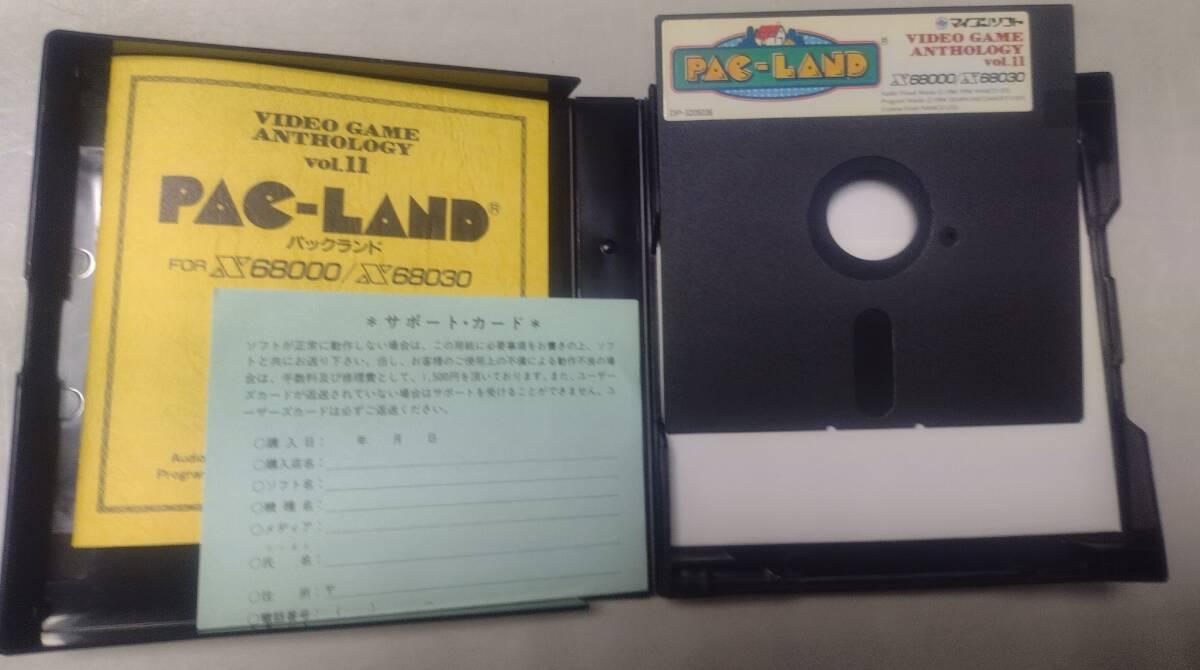 VIDEO GAME
ANTHOLOGY
vol.11
PAC-LAND®
パックランド
FOR X68000/X68030
Audio
Program
＊サポート・カード＊
ソフトが正常に動作しない場合は、この用紙に必要事項をお書きの上、ソフ
トと共にお送り下さい。但し、お客様のご使用上の不備による動作不良の場
合は、手数料及び修理費として、1,500円を頂いております。また、ユーザー
ズカードが返送されていない場合はサポートを受けることができません。ユ
ーザーズカードは必ずご返送ください。
○購入日： 年 月 日
○購入店名：
○ソフト名：
○機種名：
○メディア：
○氏名：
○住所：〒
○電話番号： ( ) -
PAC-LAND®
マイコンソフト
VIDEO GAME
ANTHOLOGY
vol.11
X68000/X68030